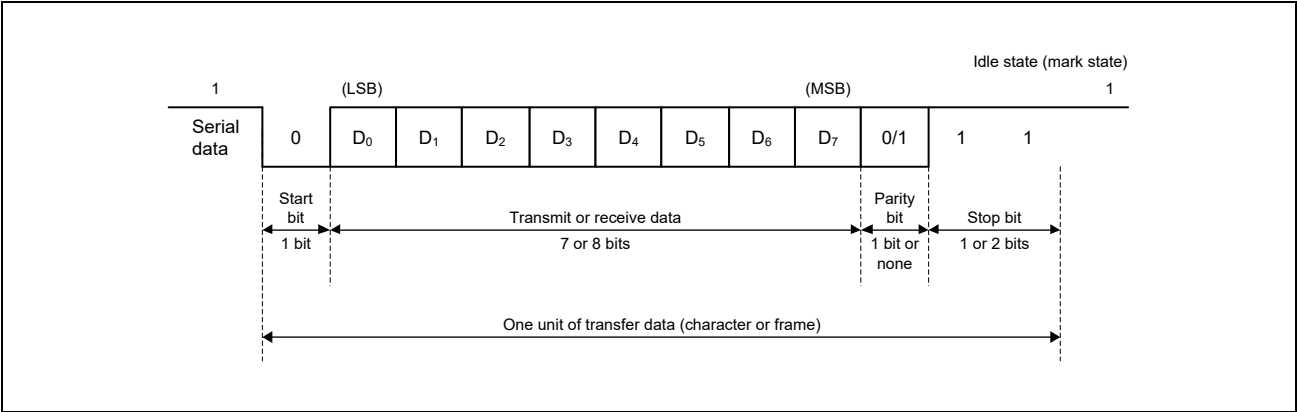 Idle state (mark state)
1 (LSB) (MSB) 1
Serial data
0 D₀ D₁ D₂ D₃ D₄ D₅ D₆ D₇ 0/1 1 1
Start bit
1 bit
Transmit or receive data
7 or 8 bits
Parity bit
1 bit or none
Stop bit
1 or 2 bits
One unit of transfer data (character or frame)